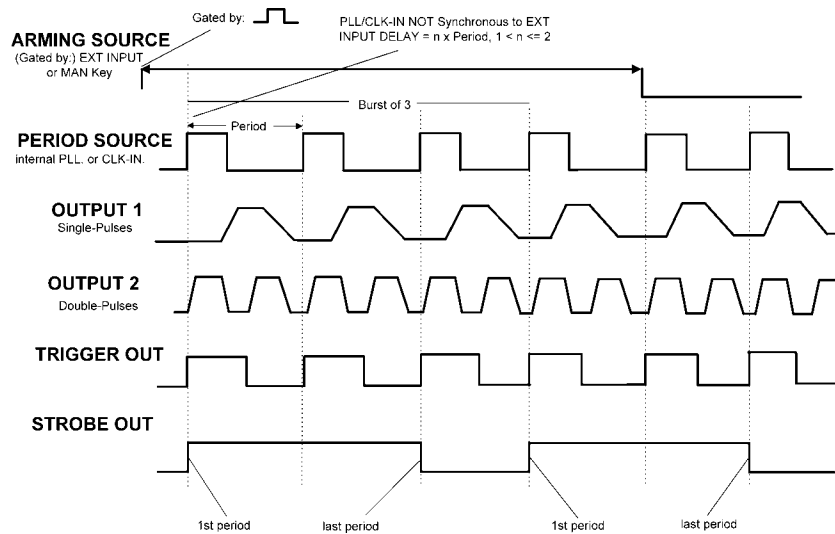 Gated by:
PLL/CLK-IN NOT Synchronous to EXT
INPUT DELAY = n x Period, 1 < n <= 2
ARMING SOURCE
(Gated by:) EXT INPUT
or MAN Key
Burst of 3
Period
PERIOD SOURCE
internal PLL. or CLK-IN.
OUTPUT 1
Single-Pulses
OUTPUT 2
Double-Pulses
TRIGGER OUT
STROBE OUT
1st period
last period
1st period
last period